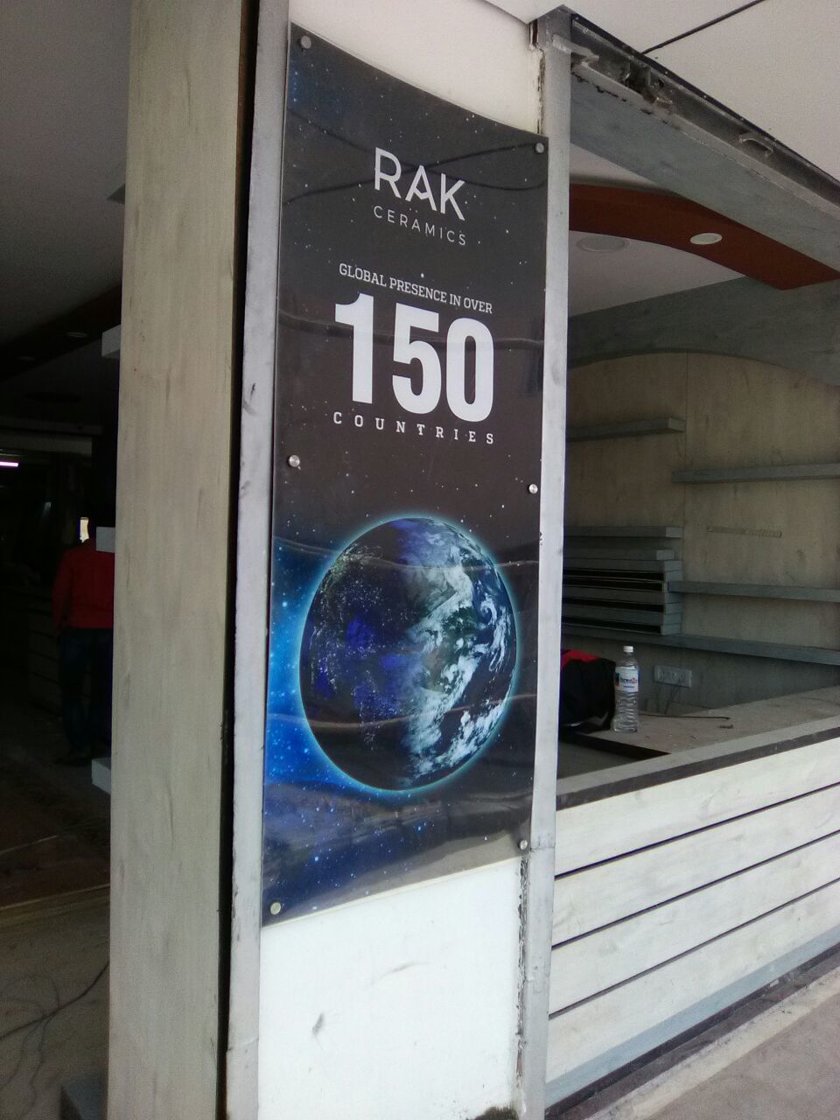 RAK
CERAMICS
GLOBAL PRESENCE IN OVER
150
COUNTRIES